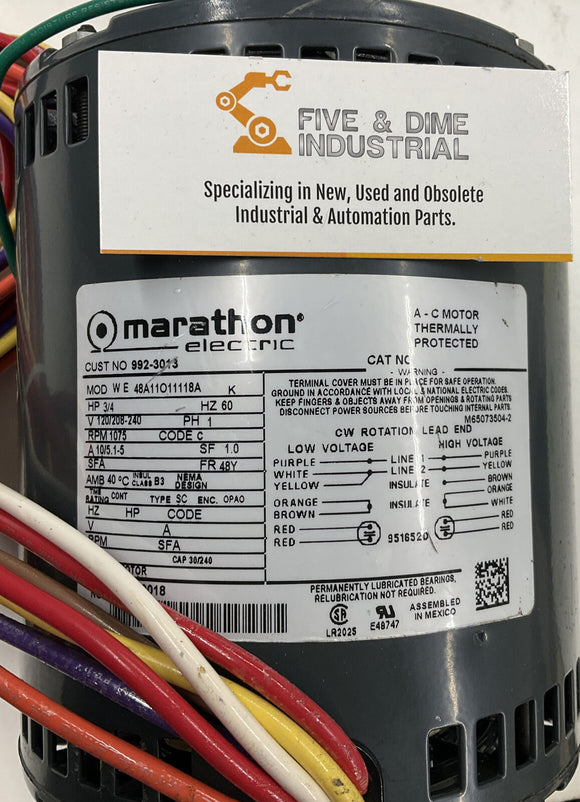 MOISTURE RESIST
FIVE & DIME
INDUSTRIAL
Specializing in New, Used and Obsolete
Industrial & Automation Parts.
marathon®
electric
A-C MOTOR
THERMALLY
PROTECTED
CUST NO 992-3013
CAT NO
MOD WE 48A11O11118A K
HP 3/4 HZ 60
V 120/208-240 PH 1
RPM 1075 CODE C
A 10/5.1-5 SF 1.0
SFA FR 48Y
AMB 40°C INSUL CLASS B3 NEMA DESIGN
TIME RATING CONT TYPE SC ENC. OPAO
HZ HP CODE
V A
RPM SFA
CAP 30/240
- WARNING -
TERMINAL COVER MUST BE IN PLACE FOR SAFE OPERATION.
GROUND IN ACCORDANCE WITH LOCAL & NATIONAL ELECTRIC CODES.
KEEP FINGERS & OBJECTS AWAY FROM OPENINGS & ROTATING PARTS
DISCONNECT POWER SOURCES BEFORE TOUCHING INTERNAL PARTS.
M65073504-2
CW ROTATION LEAD END
LOW VOLTAGE HIGH VOLTAGE
PURPLE LINE 1 PURPLE
WHITE LINE 2 YELLOW
YELLOW INSULATE BROWN
ORANGE ORANGE
BROWN INSULATE WHITE
RED RED
RED 9516520 RED
OTOR
018
PERMANENTLY LUBRICATED BEARINGS,
RELUBRICATION NOT REQUIRED.
LR2025
E49747
ASSEMBLED
IN MEXICO